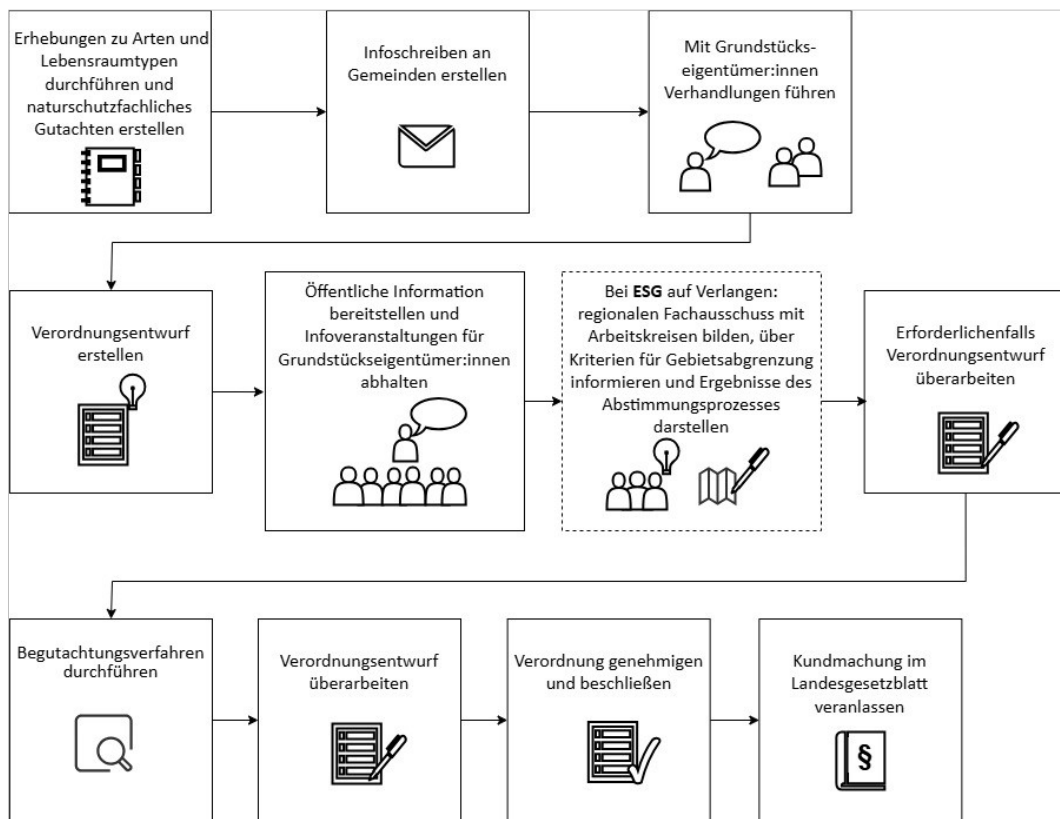 Erhebungen zu Arten und
Lebensraumtypen
durchführen und
naturschutzfachliches
Gutachten erstellen
Infoschreiben an
Gemeinden erstellen
Mit Grundstücks-
eigentümer:innen
Verhandlungen führen
Verordnungsentwurf
erstellen
Öffentliche Information
bereitstellen und
Infoveranstaltungen für
Grundstückseigentümer:innen
abhalten
Bei ESG auf Verlangen:
regionalen Fachausschuss mit
Arbeitskreisen bilden, über
Kriterien für Gebietsabgrenzung
informieren und Ergebnisse des
Abstimmungsprozesses
darstellen
Erforderlichenfalls
Verordnungsentwurf
überarbeiten
Begutachtungsverfahren
durchführen
Verordnungsentwurf
überarbeiten
Verordnung genehmigen
und beschließen
Kundmachung im
Landesgesetzblatt
veranlassen
§